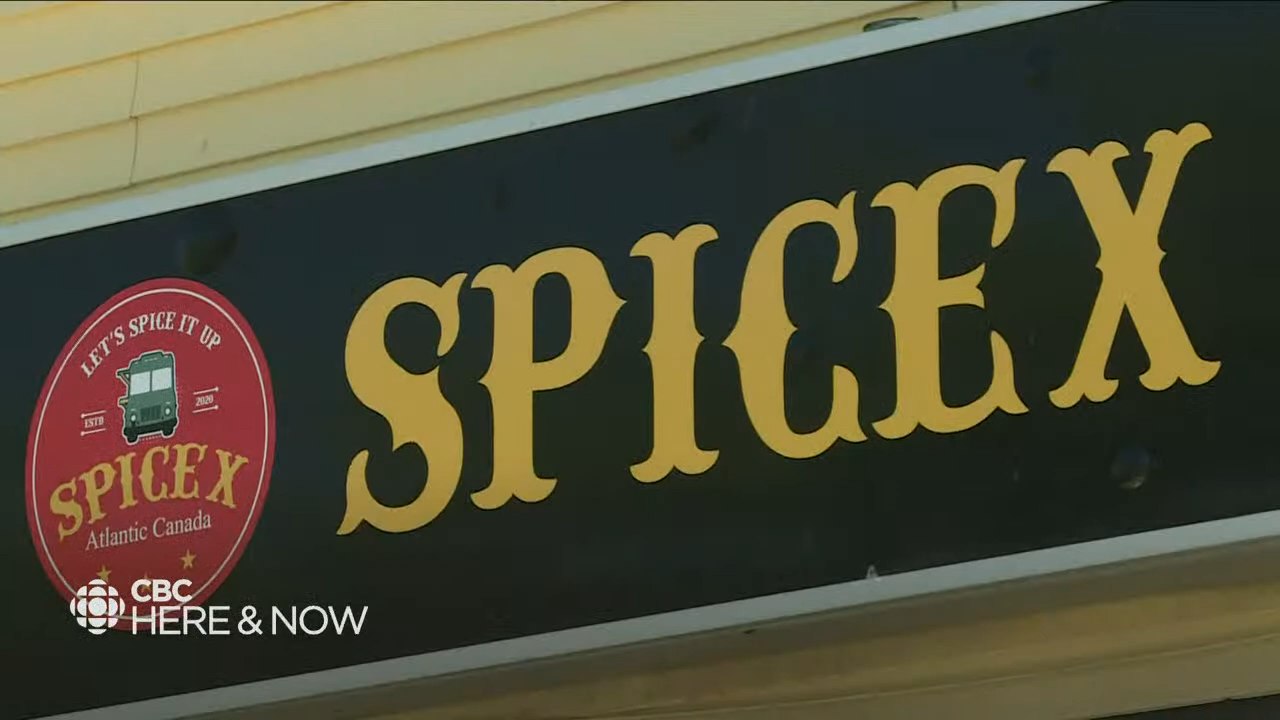 LET'S SPICE IT UP
ESTD 2020
SPICE X
Atlantic Canada
SPICE X
CBC
HERE & NOW